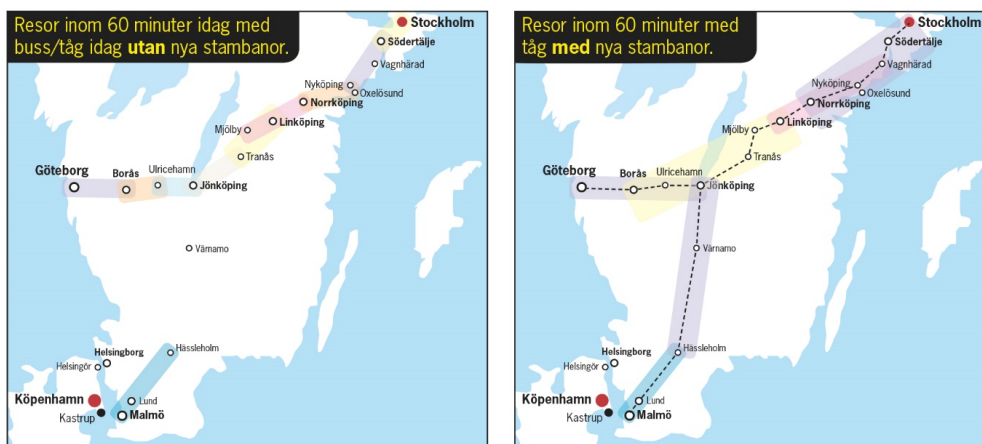 Resor inom 60 minuter idag med
buss/tåg idag utan nya stambanor.
Stockholm
Södertälje
Vagnhärad
Nyköping
Oxelösund
Norrköping
Linköping
Mjölby
Tranås
Göteborg
Borås
Ulricehamn
Jönköping
Värnamo
Hässleholm
Helsingborg
Helsingör
Köpenhamn
Lund
Kastrup
Malmö
Resor inom 60 minuter med
tåg med nya stambanor.
Stockholm
Södertälje
Vagnhärad
Nyköping
Oxelösund
Norrköping
Linköping
Mjölby
Tranås
Göteborg
Borås
Ulricehamn
Jönköping
Värnamo
Hässleholm
Helsingborg
Helsingör
Köpenhamn
Lund
Kastrup
Malmö